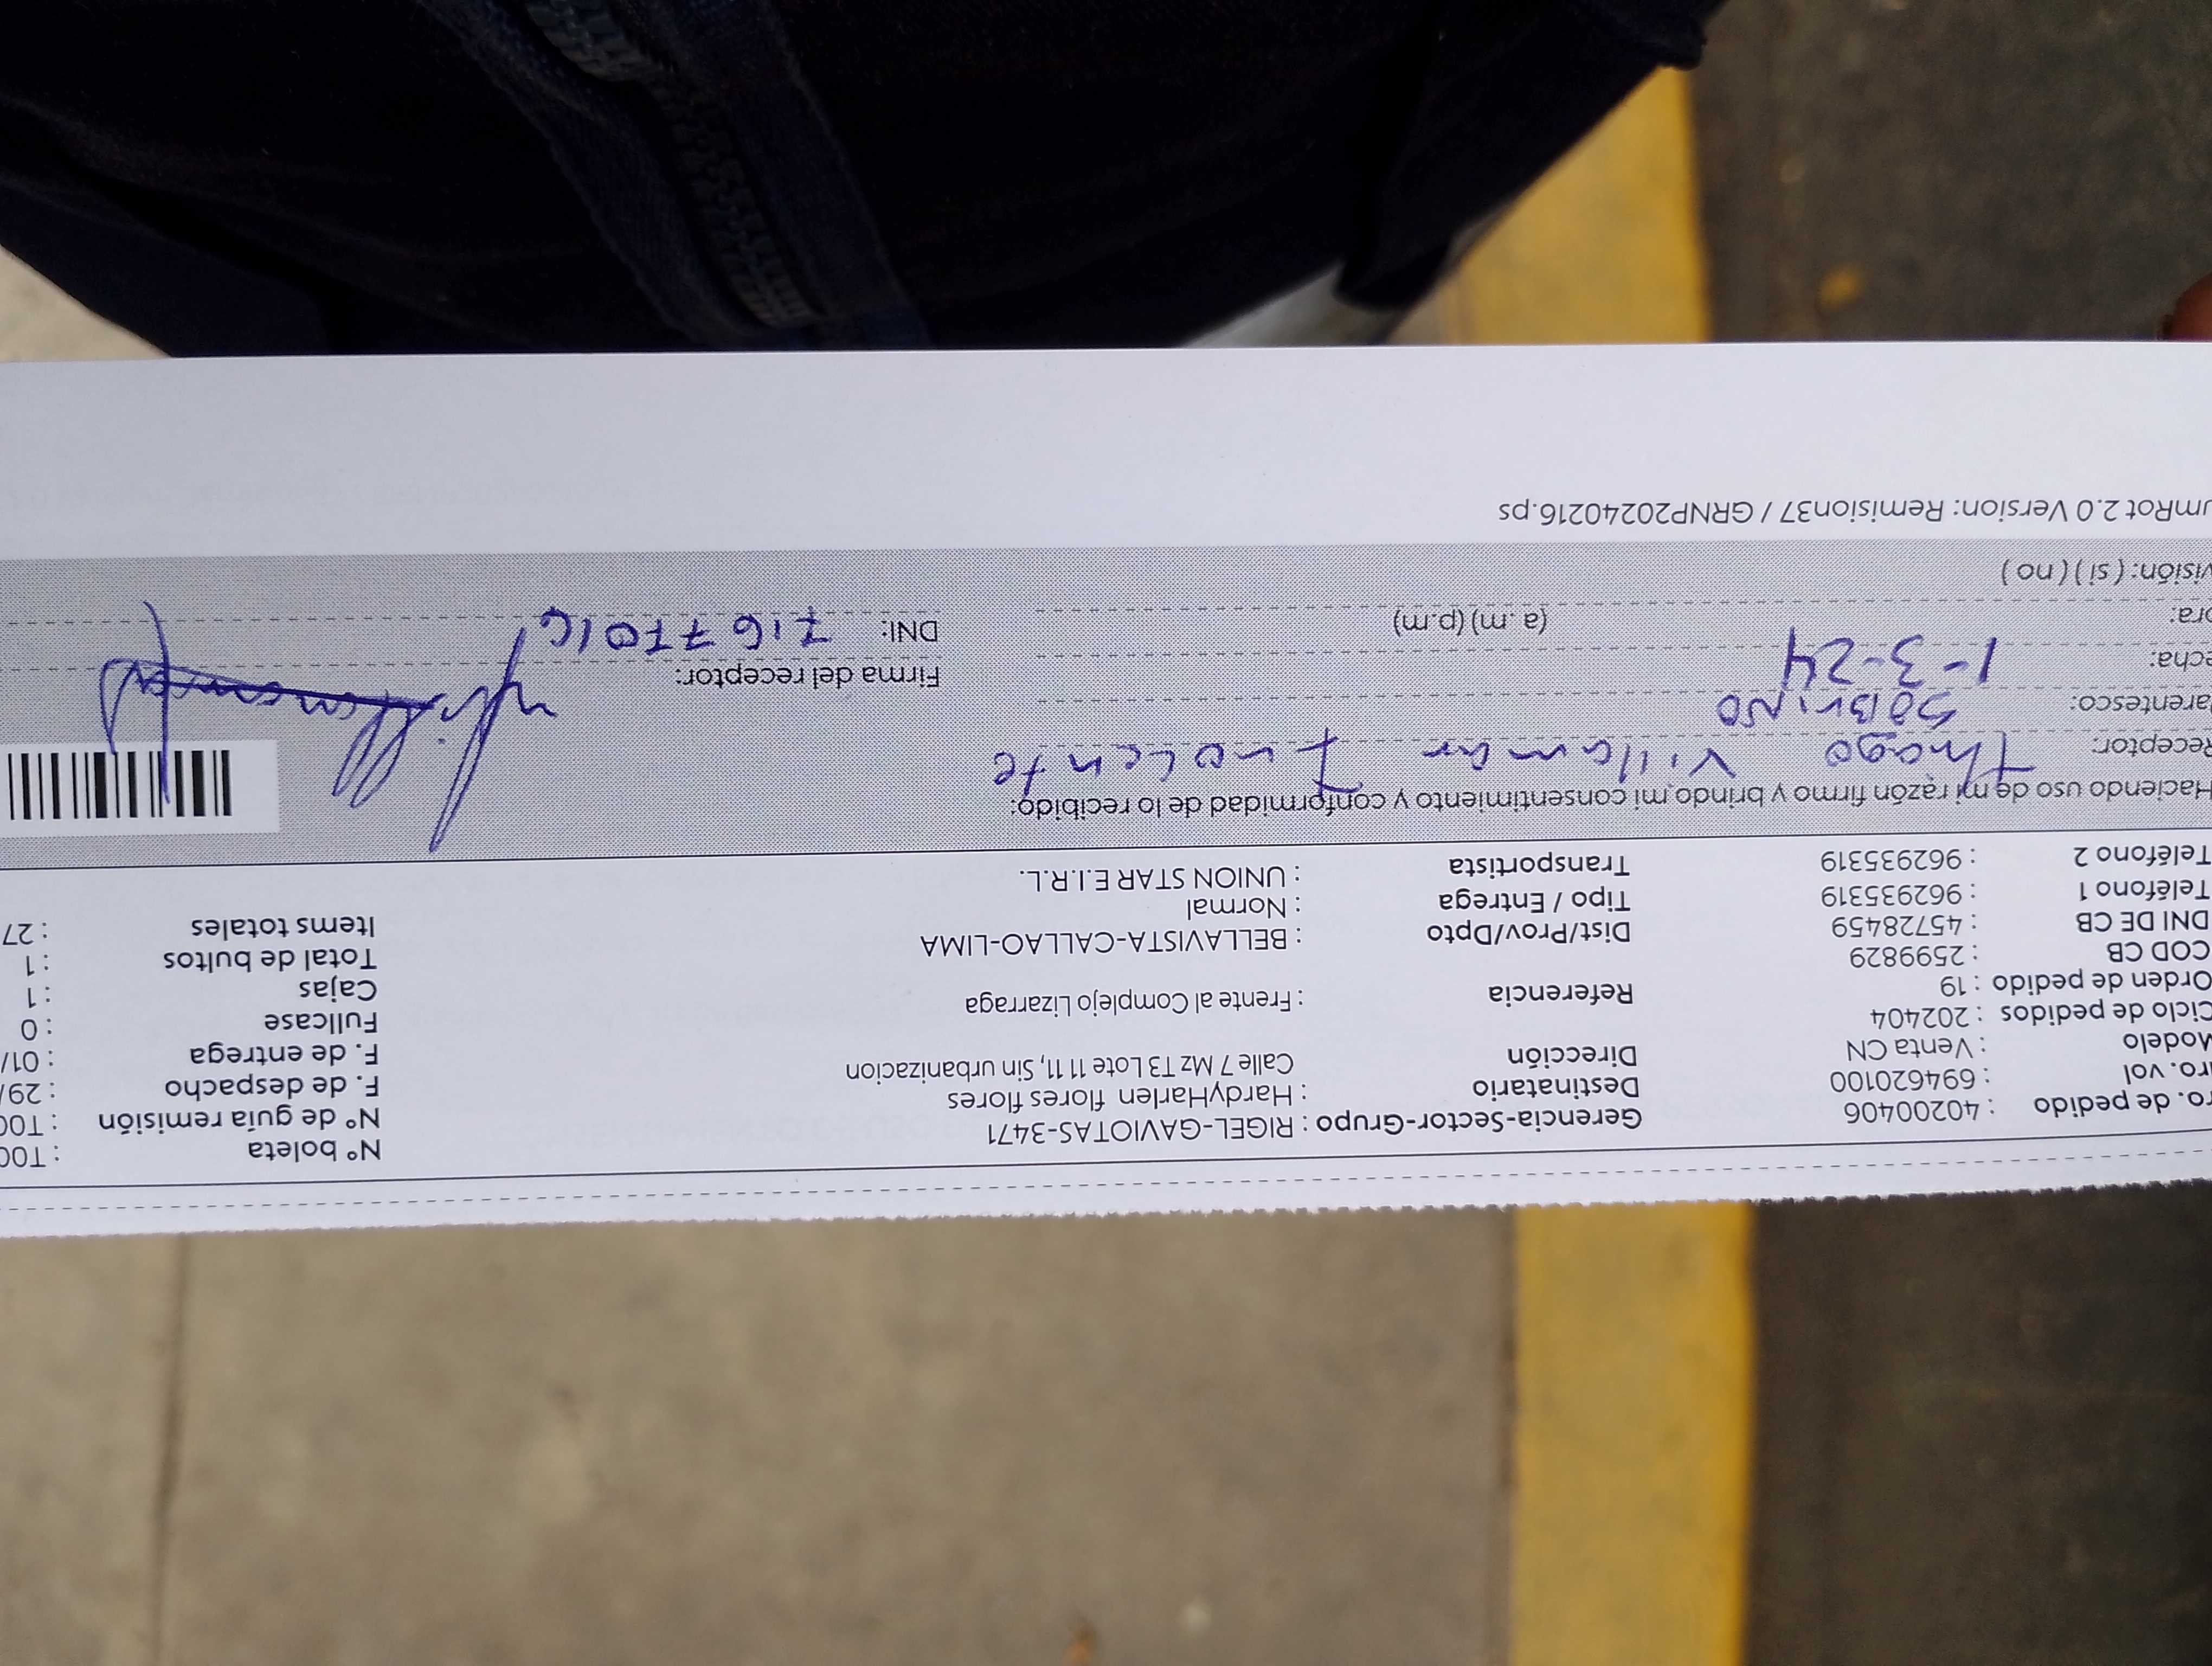 ro. de pedido : 40200406 Gerencia-Sector-Grupo : RIGEL-GAVIOTAS-3471 N° boleta : T00
ro. vol : 694620100 Destinatario : HardyHarlen flores flores N° de guía remisión : T00
Modelo : Venta CN Dirección Calle 7 Mz T3 Lote 11 11, Sin urbanizacion F. de despacho : 29/
Ciclo de pedidos : 202404 F. de entrega : 01/
Orden de pedido : 19 Referencia : Frente al Complejo Lizarraga Fullcase : 0
COD CB : 2599829 Cajas : 1
DNI DE CB : 45728459 Dist/Prov/Dpto : BELLAVISTA-CALLAO-LIMA Total de bultos : 1
Teléfono 1 : 962935319 Tipo / Entrega : Normal Items totales : 27
Teléfono 2 : 962935319 Transportista : UNION STAR E.I.R.L.
Haciendo uso de mi razón firmo y brindo mi consentimiento y conformidad de lo recibido:
Receptor: Thiago Villamar Inocente
arentesco: SOBRINO Firma del receptor:
echa: 1-3-24 DNI: 71677016
ora: (a.m) (p.m)
visión: ( si ) ( no )
umRot 2.0 Version: Remision37 / GRNP20240216.ps